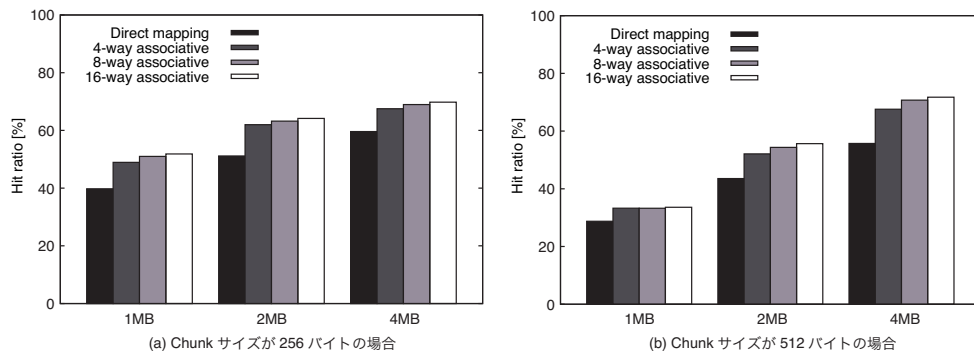 100
80
60
40
20
0
Hit ratio [%]
Direct mapping
4-way associative
8-way associative
16-way associative
1MB 2MB 4MB
(a) Chunk サイズが 256 バイトの場合
100
80
60
40
20
0
Hit ratio [%]
Direct mapping
4-way associative
8-way associative
16-way associative
1MB 2MB 4MB
(b) Chunk サイズが 512 バイトの場合